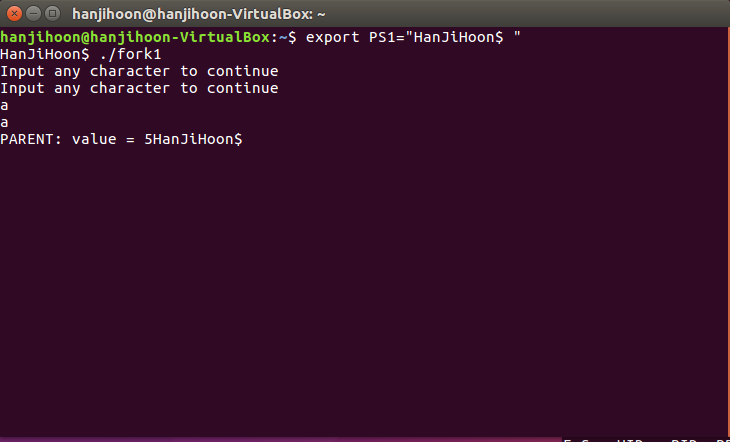 hanjihoon@hanjihoon-VirtualBox: ~
hanjihoon@hanjihoon-VirtualBox:~$ export PS1="HanJiHoon$ "
HanJiHoon$ ./fork1
Input any character to continue
Input any character to continue
a
a
PARENT: value = 5HanJiHoon$